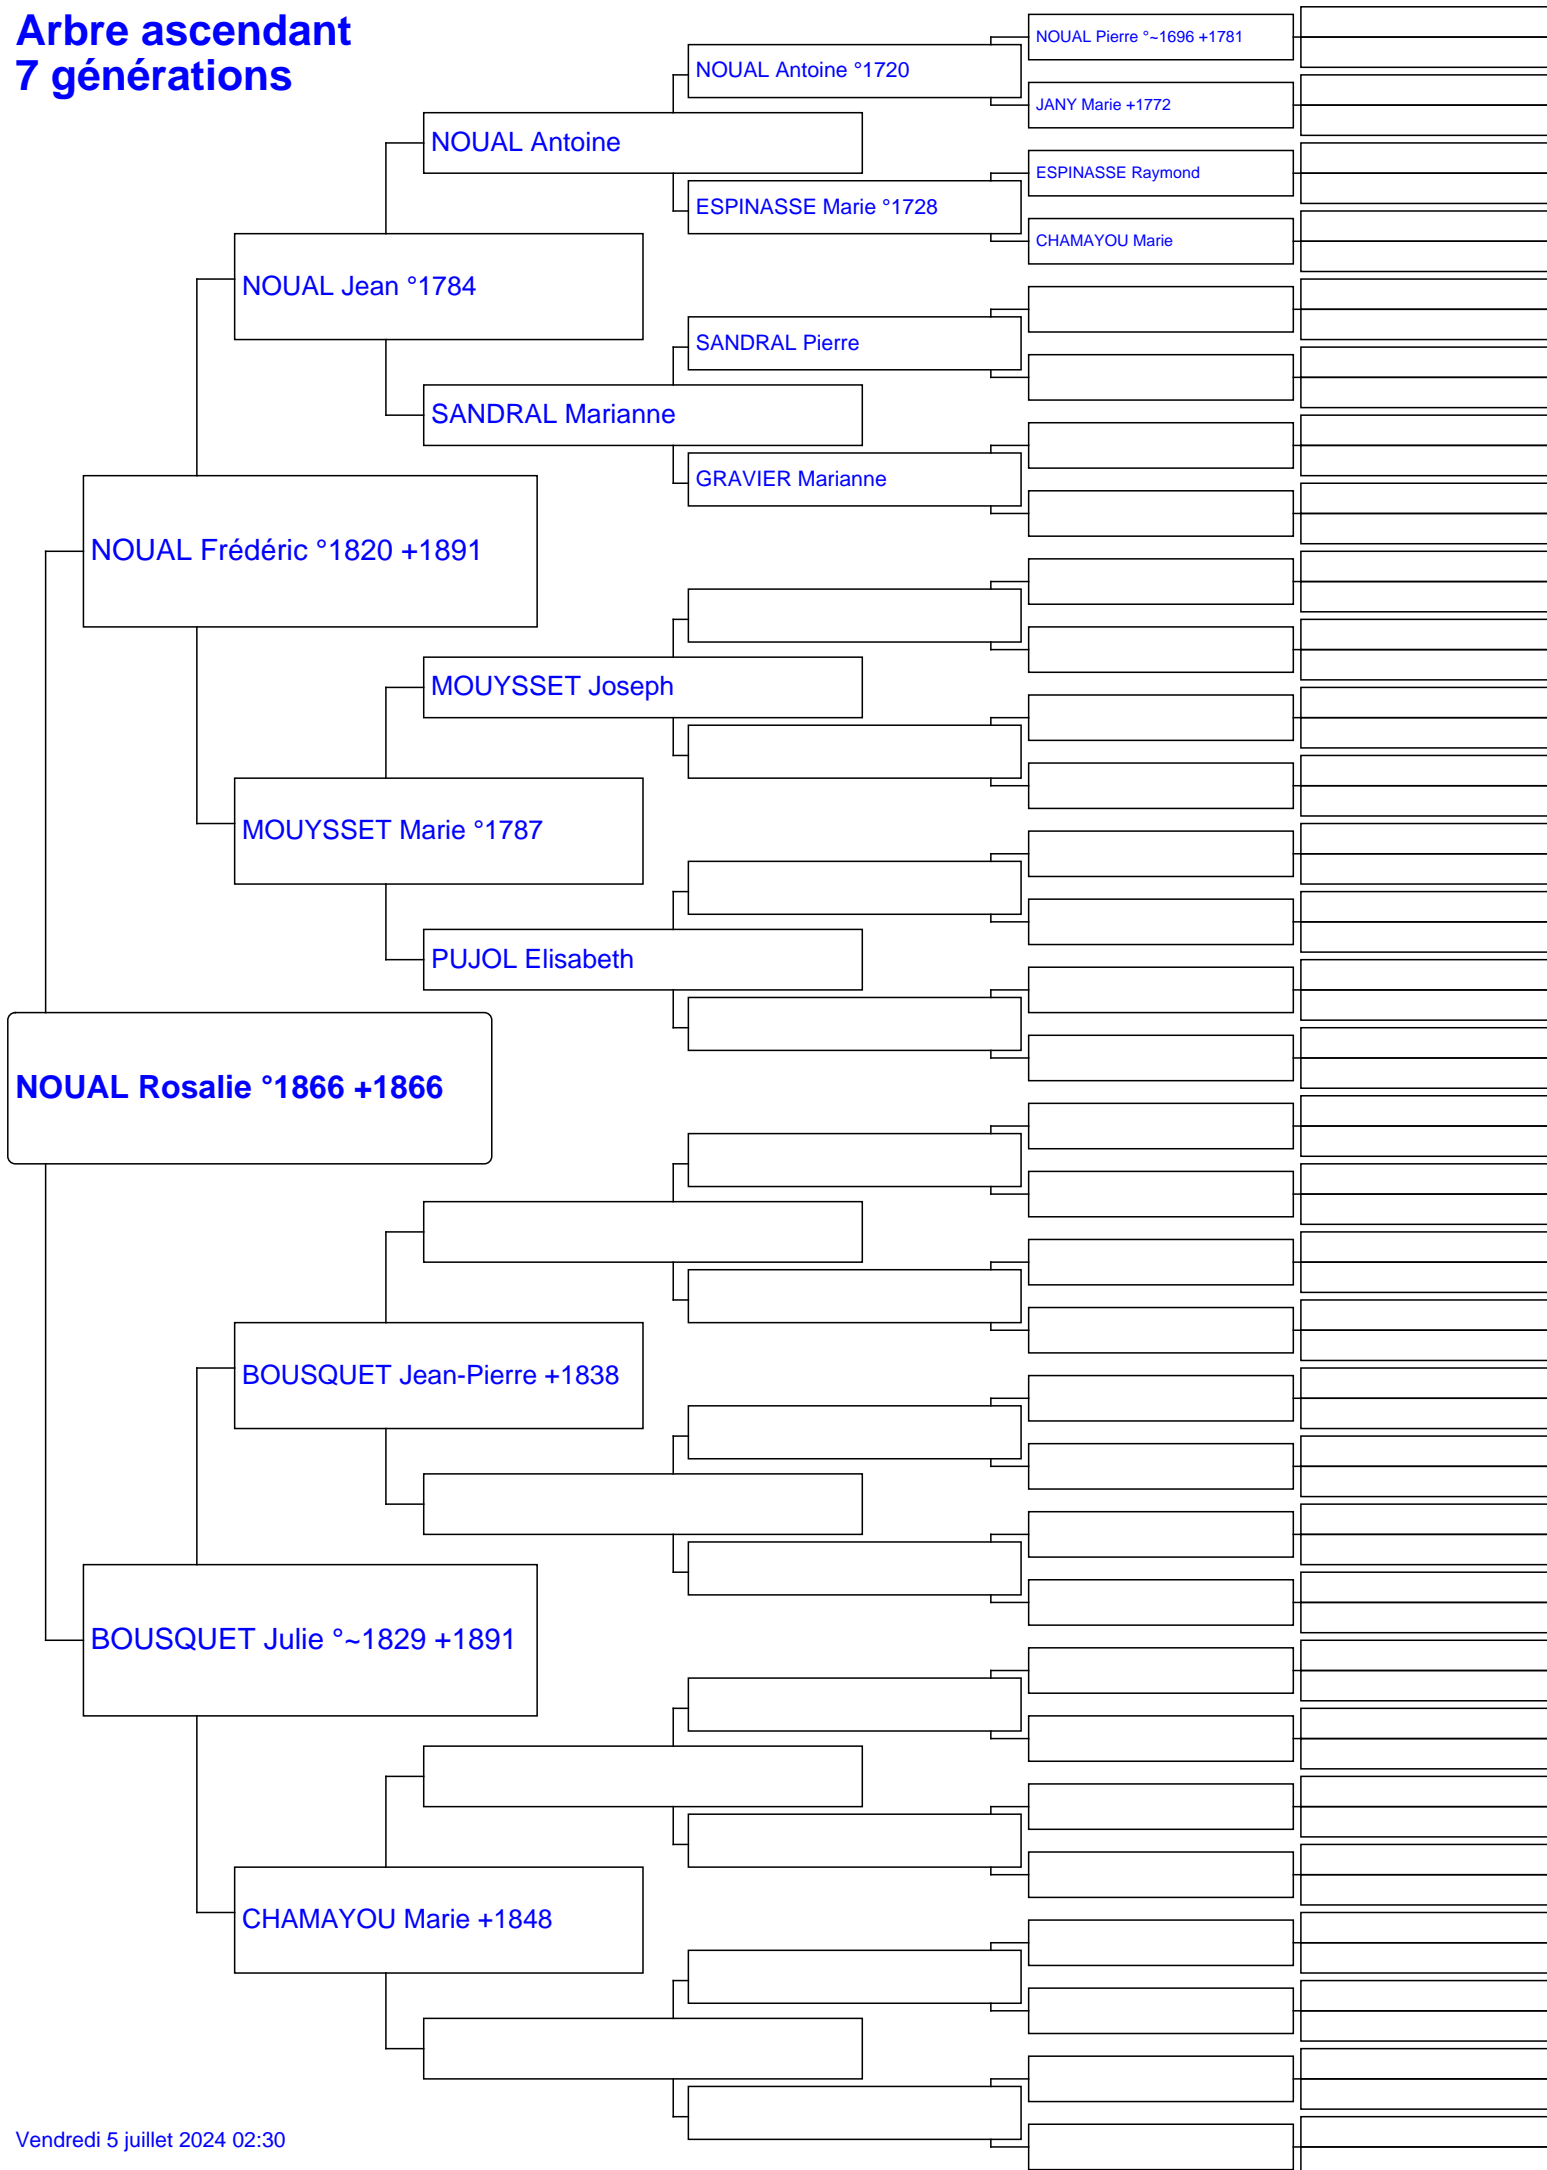 Arbre ascendant
7 générations
NOUAL Pierre °~1696 +1781
NOUAL Antoine °1720
JANY Marie +1772
NOUAL Antoine
ESPINASSE Raymond
ESPINASSE Marie °1728
CHAMAYOU Marie
NOUAL Jean °1784
SANDRAL Pierre
SANDRAL Marianne
GRAVIER Marianne
NOUAL Frédéric °1820 +1891
MOUYSSET Joseph
MOUYSSET Marie °1787
PUJOL Elisabeth
NOUAL Rosalie °1866 +1866
BOUSQUET Jean-Pierre +1838
BOUSQUET Julie °~1829 +1891
CHAMAYOU Marie +1848
Vendredi 5 juillet 2024 02:30